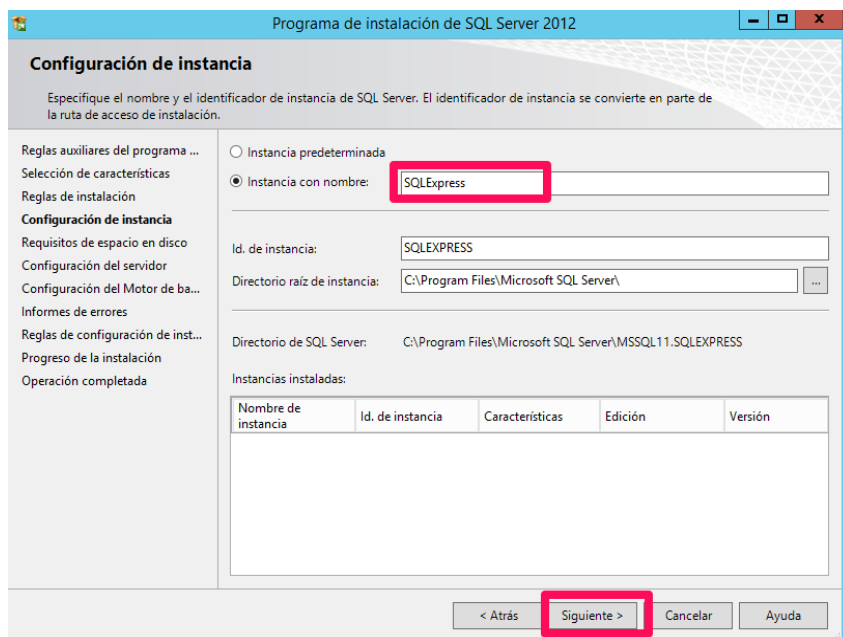 Programa de instalación de SQL Server 2012
Configuración de instancia
Especifique el nombre y el identificador de instancia de SQL Server. El identificador de instancia se convierte en parte de
la ruta de acceso de instalación.
Reglas auxiliares del programa ...
Selección de características
Reglas de instalación
Configuración de instancia
Requisitos de espacio en disco
Configuración del servidor
Configuración del Motor de ba...
Informes de errores
Reglas de configuración de inst...
Progreso de la instalación
Operación completada
Instancia predeterminada
Instancia con nombre: SQLExpress
Id. de instancia: SQLEXPRESS
Directorio raíz de instancia: C:\Program Files\Microsoft SQL Server\ ...
Directorio de SQL Server: C:\Program Files\Microsoft SQL Server\MSSQL11.SQLEXPRESS
Instancias instaladas:
Nombre de
instancia Id. de instancia Características Edición Versión
< Atrás Siguiente > Cancelar Ayuda